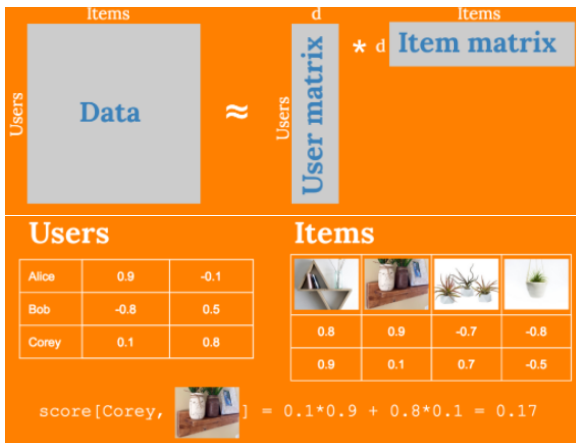 Items d Items
Users Data ≈ Users User matrix * d Item matrix
Users Items
Alice 0.9 -0.1
Bob -0.8 0.5
Corey 0.1 0.8
0.8 0.9 -0.7 -0.8
0.9 0.1 0.7 -0.5
score[Corey, ] = 0.1*0.9 + 0.8*0.1 = 0.17